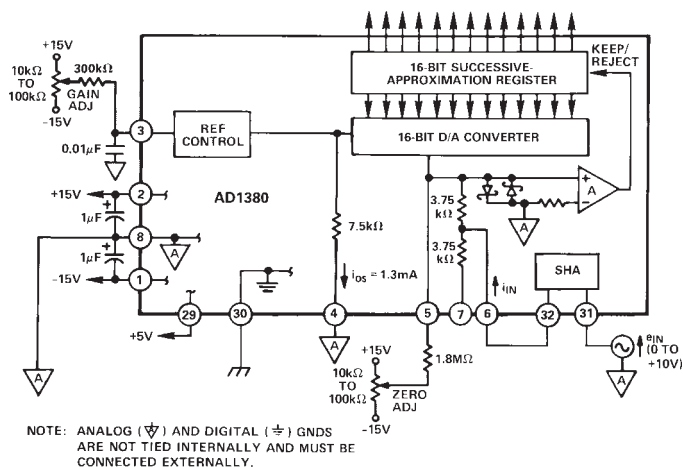 16-BIT SUCCESSIVE-
APPROXIMATION REGISTER
KEEP/
REJECT
+15V
10kΩ
TO
100kΩ
-15V
300kΩ
GAIN
ADJ
3
REF
CONTROL
16-BIT D/A CONVERTER
0.01μF
AD1380
+15V
2
1μF
+
8
A
1μF
+
-15V
1
7.5kΩ
iOS = 1.3mA
3.75
kΩ
3.75
kΩ
iIN
A
+
–
A
SHA
29
30
4
5
7
6
32
31
+5V
A
A
+15V
10kΩ
TO
100kΩ
-15V
1.8MΩ
ZERO
ADJ
eIN
(0 TO
+10V)
A
NOTE: ANALOG (A) AND DIGITAL (⏚) GNDS
ARE NOT TIED INTERNALLY AND MUST BE
CONNECTED EXTERNALLY.